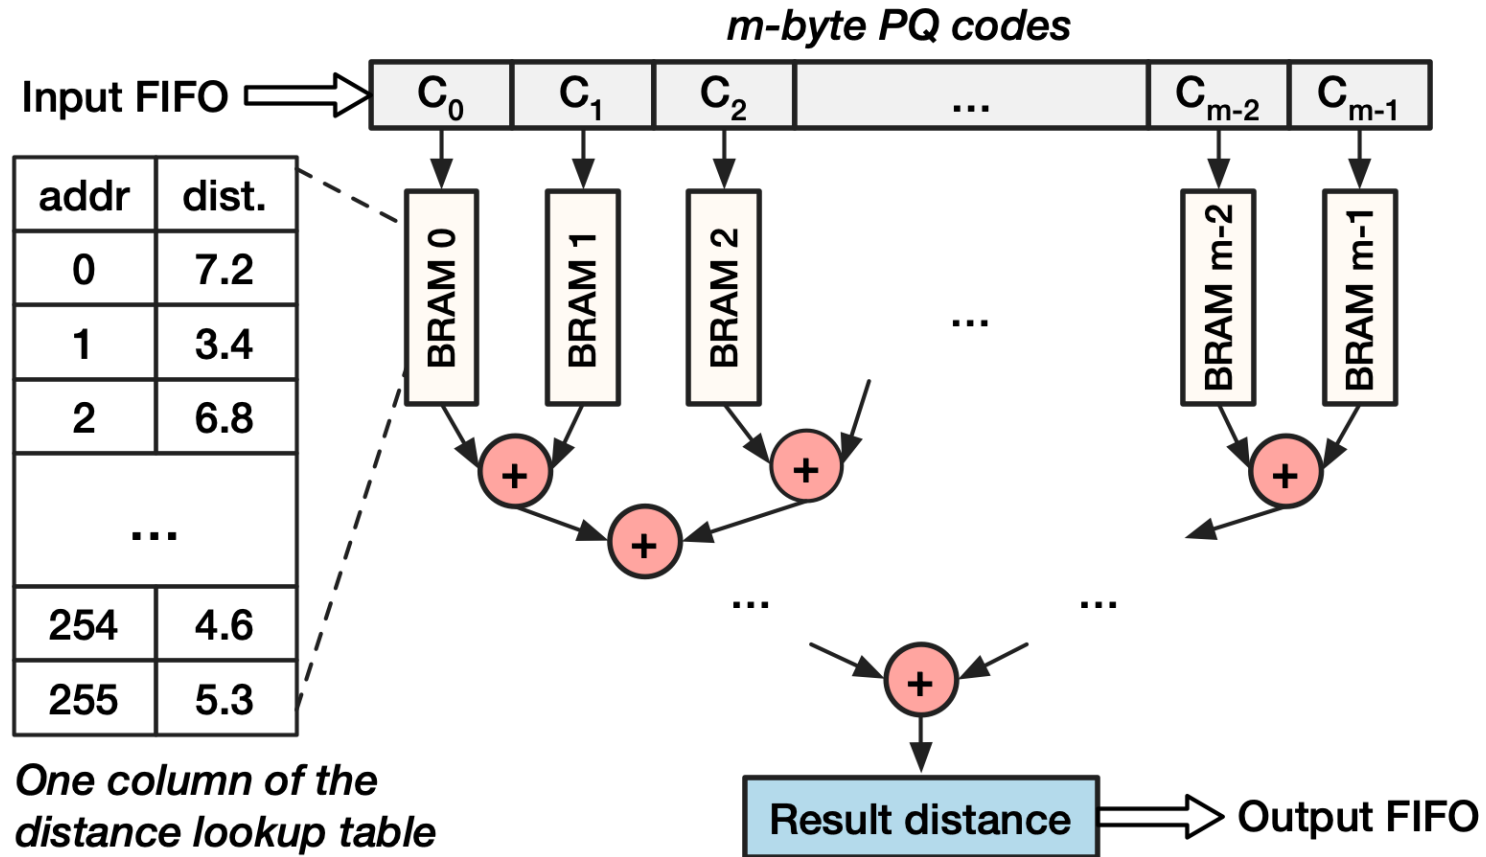 m-byte PQ codes
Input FIFO
C0 C1 C2 ... Cm-2 Cm-1
addr dist.
0 7.2
1 3.4
2 6.8
...
254 4.6
255 5.3
BRAM 0
BRAM 1
BRAM 2
...
BRAM m-2
BRAM m-1
+ + +
+
... ...
+
One column of the
distance lookup table
Result distance
Output FIFO